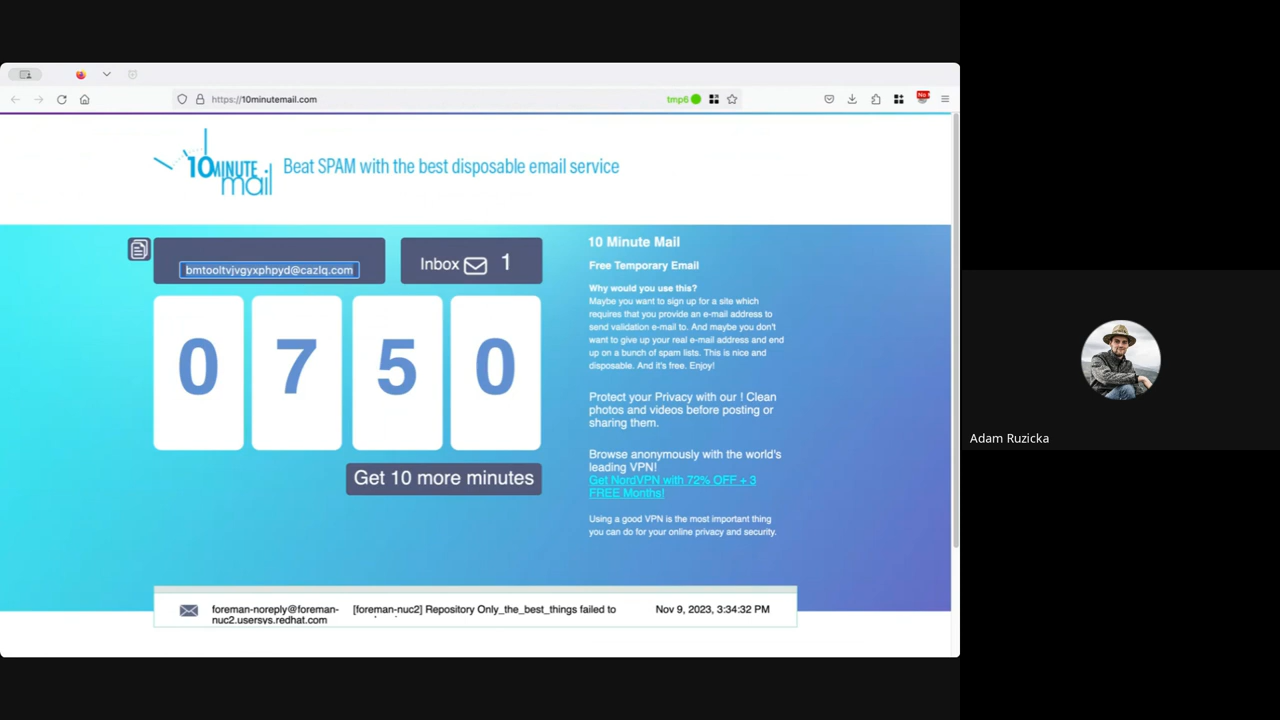 https://10minutemail.com
tmp6
No
10MINUTE
mail
Beat SPAM with the best disposable email service
bmtooltvjvgyxphpyd@cazlq.com
Inbox 1
0 7 5 0
Get 10 more minutes
10 Minute Mail
Free Temporary Email
Why would you use this?
Maybe you want to sign up for a site which
requires that you provide an e-mail address to
send validation e-mail to. And maybe you don't
want to give up your real e-mail address and end
up on a bunch of spam lists. This is nice and
disposable. And it's free. Enjoy!
Protect your Privacy with our ! Clean
photos and videos before posting or
sharing them.
Browse anonymously with the world's
leading VPN!
Get NordVPN with 72% OFF + 3
FREE Months!
Using a good VPN is the most important thing
you can do for your online privacy and security.
foreman-noreply@foreman-
nuc2.usersys.redhat.com
[foreman-nuc2] Repository Only_the_best_things failed to
Nov 9, 2023, 3:34:32 PM
Adam Ruzicka